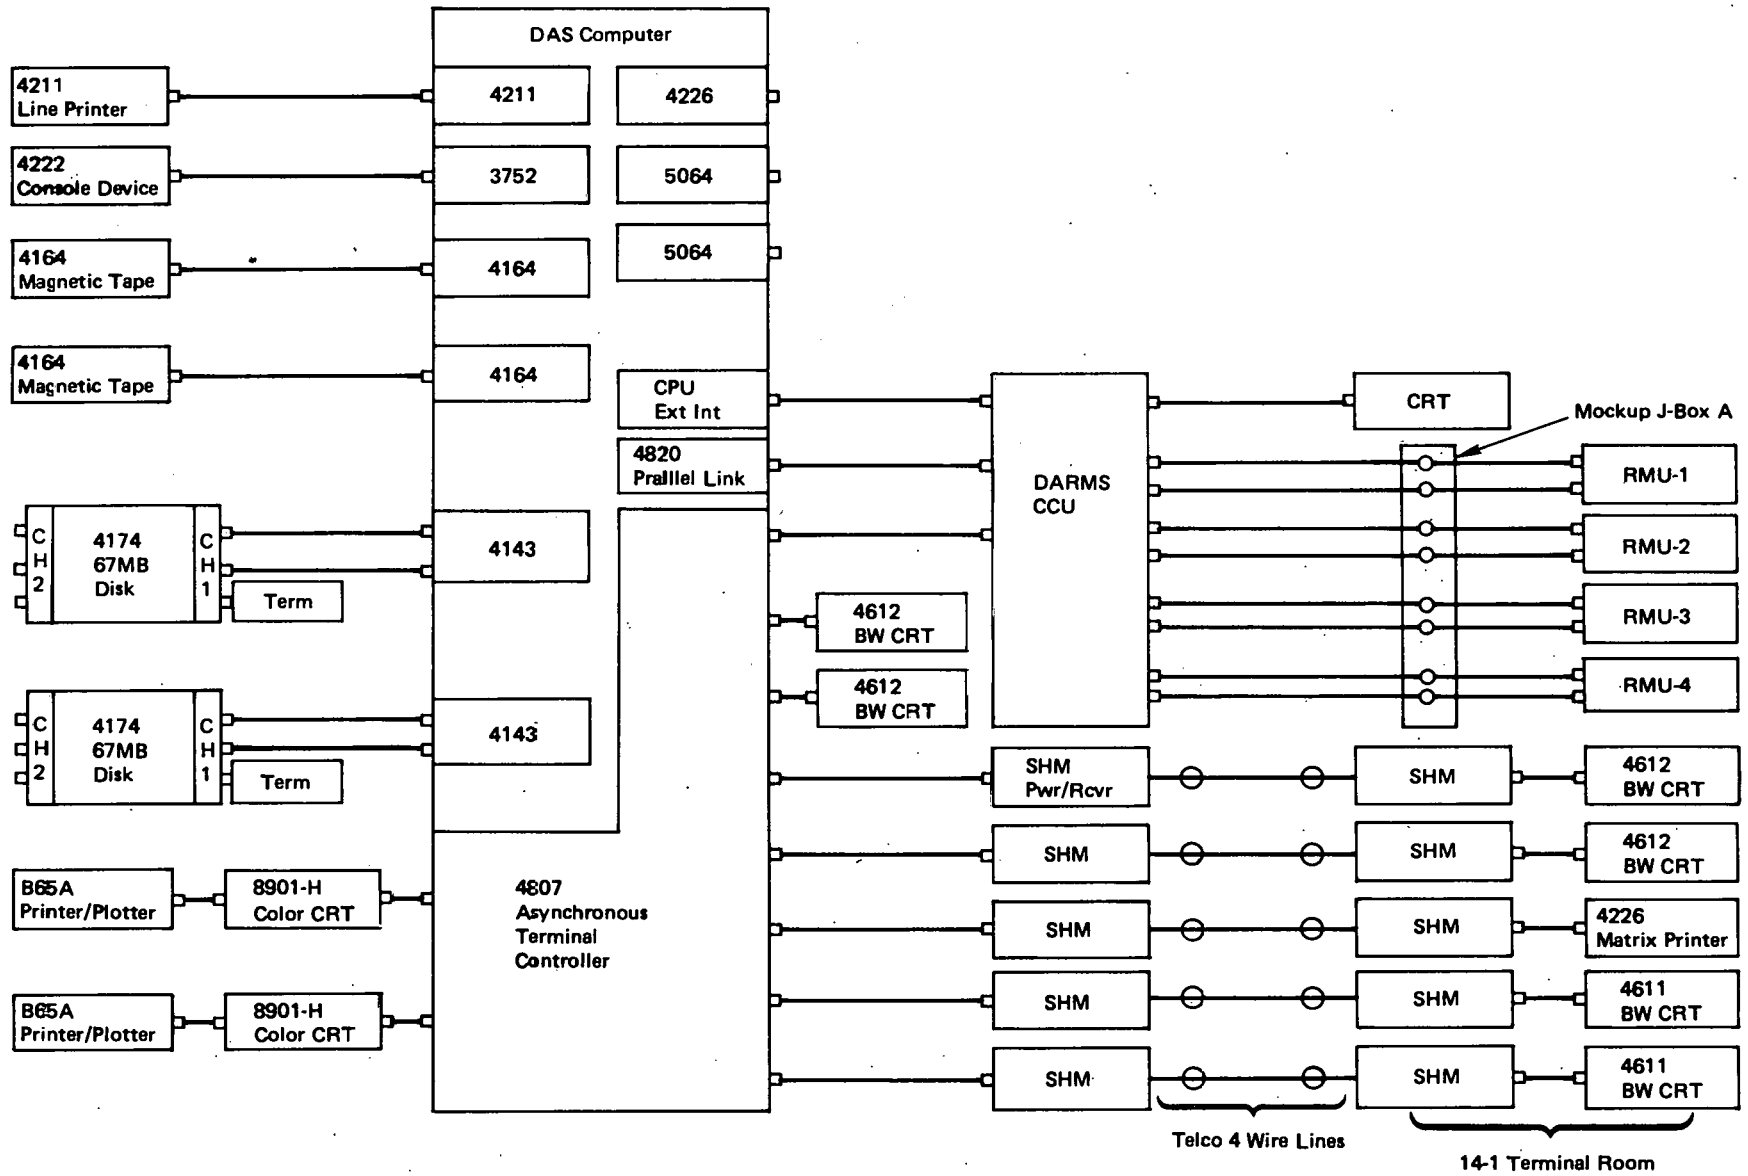 DAS Computer
4211
Line Printer
4211
4226
4222
Console Device
3752
5064
4164
Magnetic Tape
4164
5064
4164
Magnetic Tape
4164
CPU
Ext Int
4820
Pralllel Link
CH2
4174
67MB
Disk
CH1
Term
4143
4612
BW CRT
4612
BW CRT
CH2
4174
67MB
Disk
CH1
Term
4143
B65A
Printer/Plotter
8901-H
Color CRT
B65A
Printer/Plotter
8901-H
Color CRT
4807
Asynchronous
Terminal
Controller
DARMS
CCU
CRT
Mockup J-Box A
RMU-1
RMU-2
RMU-3
RMU-4
SHM
Pwr/Rcvr
SHM
4612
BW CRT
SHM
SHM
4612
BW CRT
SHM
SHM
4226
Matrix Printer
SHM
SHM
4611
BW CRT
SHM
SHM
4611
BW CRT
Telco 4 Wire Lines
14-1 Terminal Room